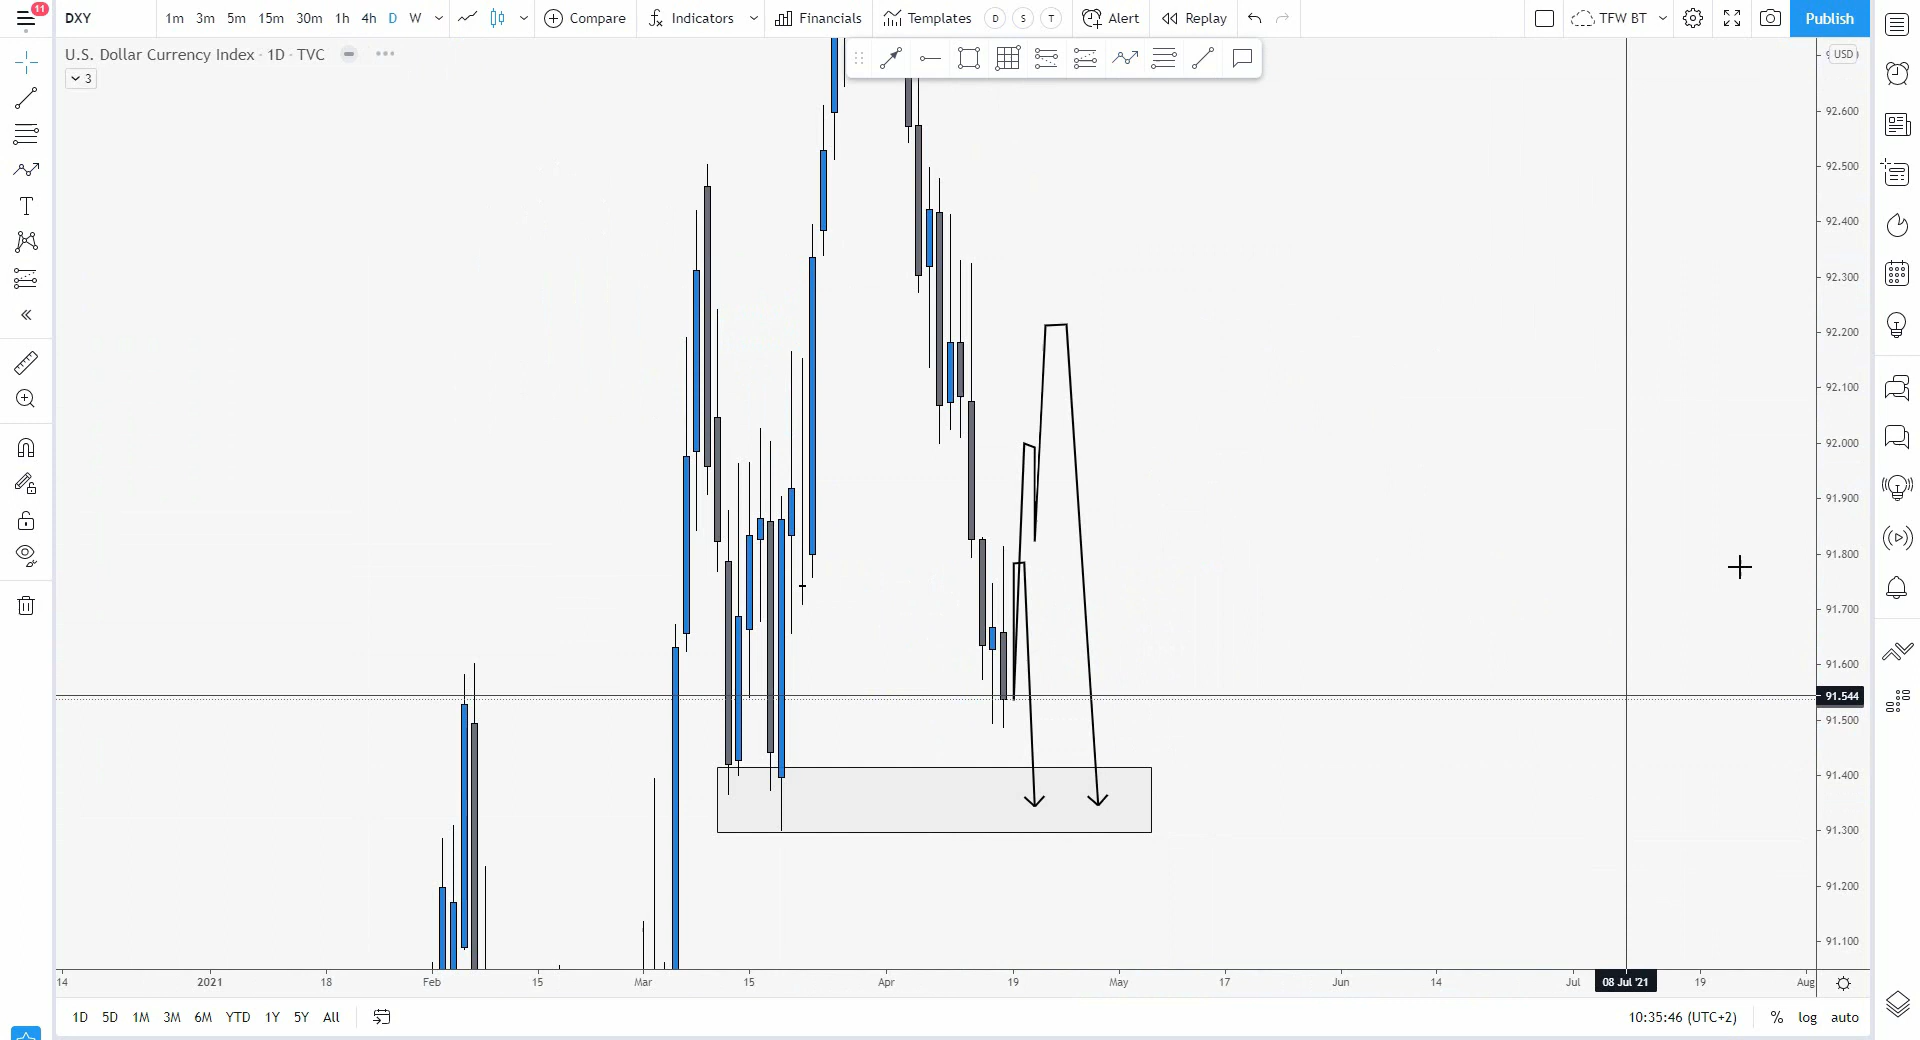 11
DXY
1m 3m 5m 15m 30m 1h 4h D W
Compare
Indicators
Financials
Templates
D S T
Alert
Replay
TFW BT
Publish
U.S. Dollar Currency Index · 1D · TVC
3
USD
92.600
92.500
92.400
92.300
92.200
92.100
92.000
91.900
91.800
91.700
91.600
91.544
91.500
91.400
91.300
91.200
91.100
14 2021 18 Feb 15 Mar 15 Apr 19 May 17 Jun 14 Jul 08 Jul '21 19 Aug
1D 5D 1M 3M 6M YTD 1Y 5Y All
10:35:46 (UTC+2) % log auto